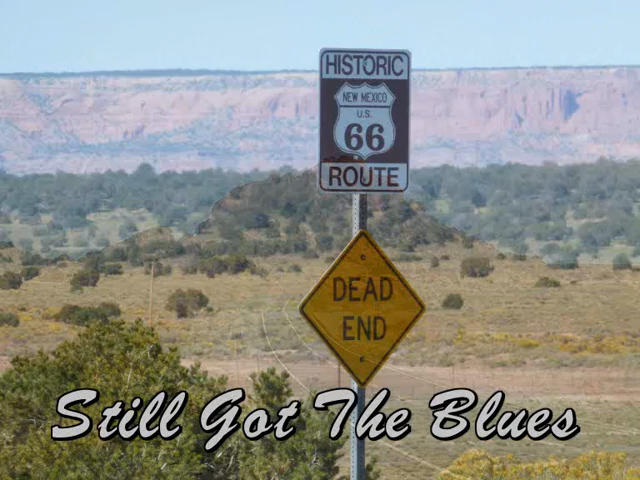 HISTORIC
NEW MEXICO
U.S.
66
ROUTE
DEAD
END
Still Got The Blues